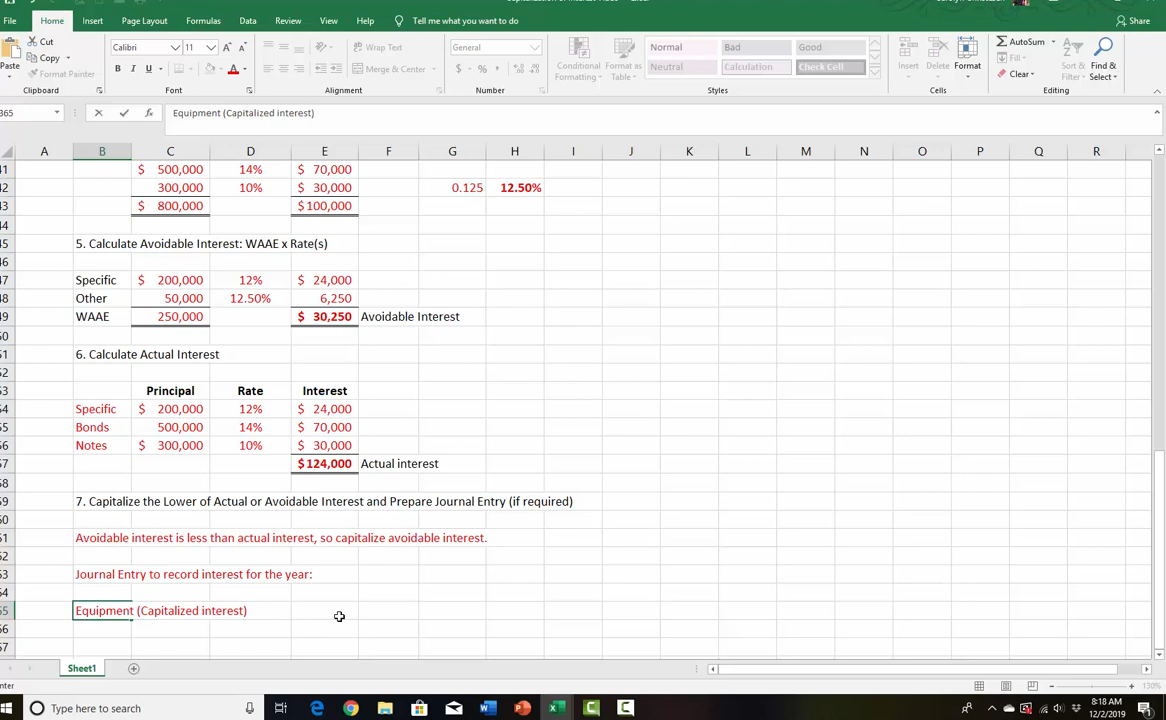 File Home Insert Page Layout Formulas Data Review View Help Tell me what you want to do Share
Cut
Copy
Format Painter
Paste
Calibri 11
B I U
Wrap Text
Merge & Center
General
$ % ,
Conditional Formatting
Format as Table
Normal Bad Good
Neutral Calculation Check Cell
Insert Delete Format
AutoSum
Fill
Clear
Sort & Filter
Find & Select
Clipboard Font Alignment Number Styles Cells Editing
Equipment (Capitalized interest)
A B C D E F G H I J K L M N O P Q R
$ 500,000 14% $ 70,000
300,000 10% $ 30,000 0.125 12.50%
$ 800,000 $100,000
5. Calculate Avoidable Interest: WAAE x Rate(s)
Specific $ 200,000 12% $ 24,000
Other 50,000 12.50% 6,250
WAAE 250,000 $ 30,250 Avoidable Interest
6. Calculate Actual Interest
Principal Rate Interest
Specific $ 200,000 12% $ 24,000
Bonds 500,000 14% $ 70,000
Notes $ 300,000 10% $ 30,000
$124,000 Actual interest
7. Capitalize the Lower of Actual or Avoidable Interest and Prepare Journal Entry (if required)
Avoidable interest is less than actual interest, so capitalize avoidable interest.
Journal Entry to record interest for the year:
Equipment (Capitalized interest)
Sheet1
130%
Type here to search
8:18 AM
12/2/2019